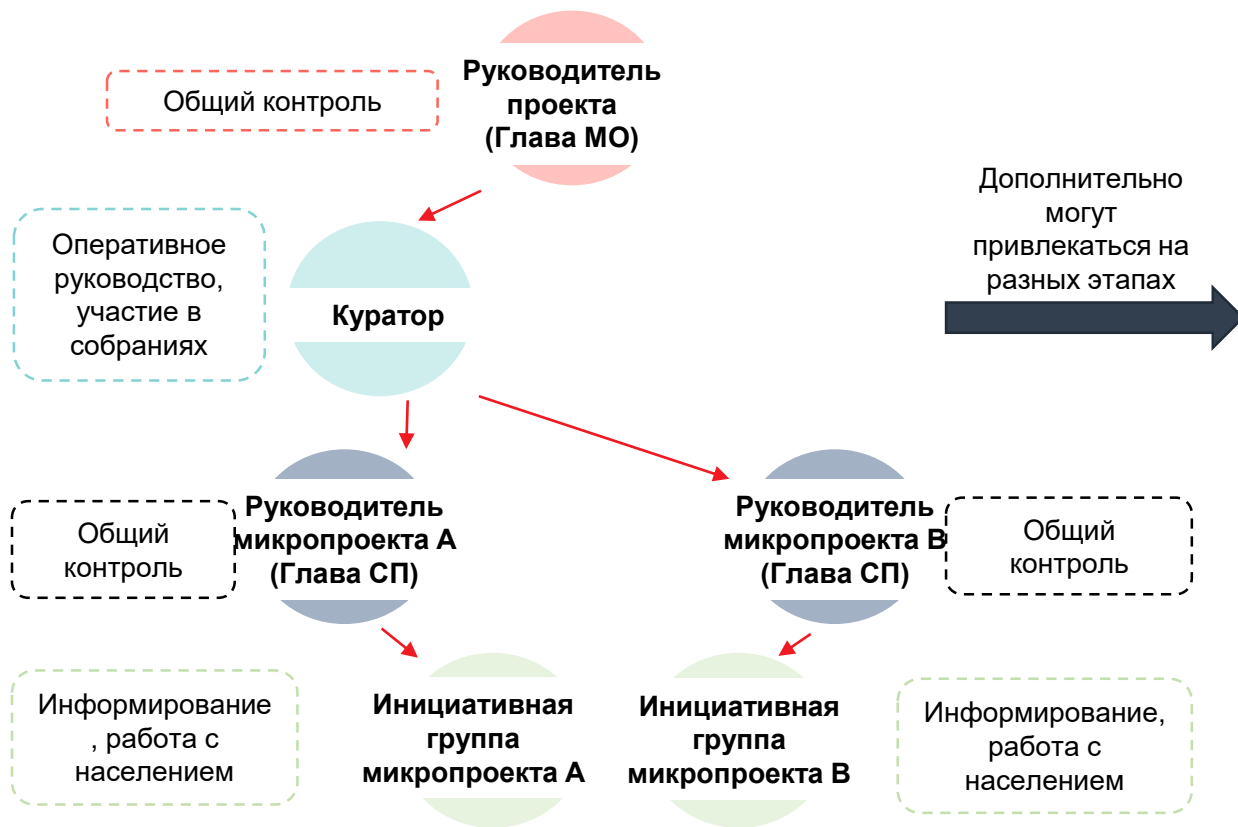 Руководитель
проекта
(Глава МО)
Общий контроль
Дополнительно
могут
привлекаться на
разных этапах
Оперативное
руководство,
участие в
собраниях
Куратор
Общий
контроль
Руководитель
микропроекта А
(Глава СП)
Руководитель
микропроекта В
(Глава СП)
Общий
контроль
Информирование
, работа с
населением
Инициативная
группа
микропроекта А
Инициативная
группа
микропроекта В
Информирование,
работа с
населением